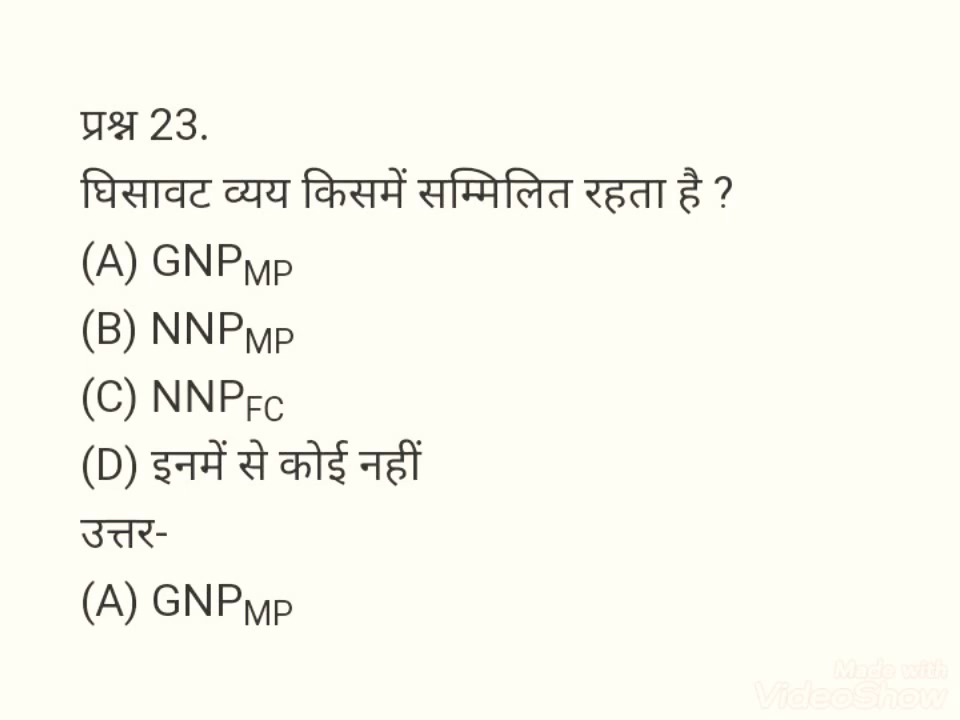 प्रश्न 23.
घिसावट व्यय किसमें सम्मिलित रहता है ?
(A) GNPMP
(B) NNPMP
(C) NNPFC
(D) इनमें से कोई नहीं
उत्तर-
(A) GNPMP
Made with
VideoShow